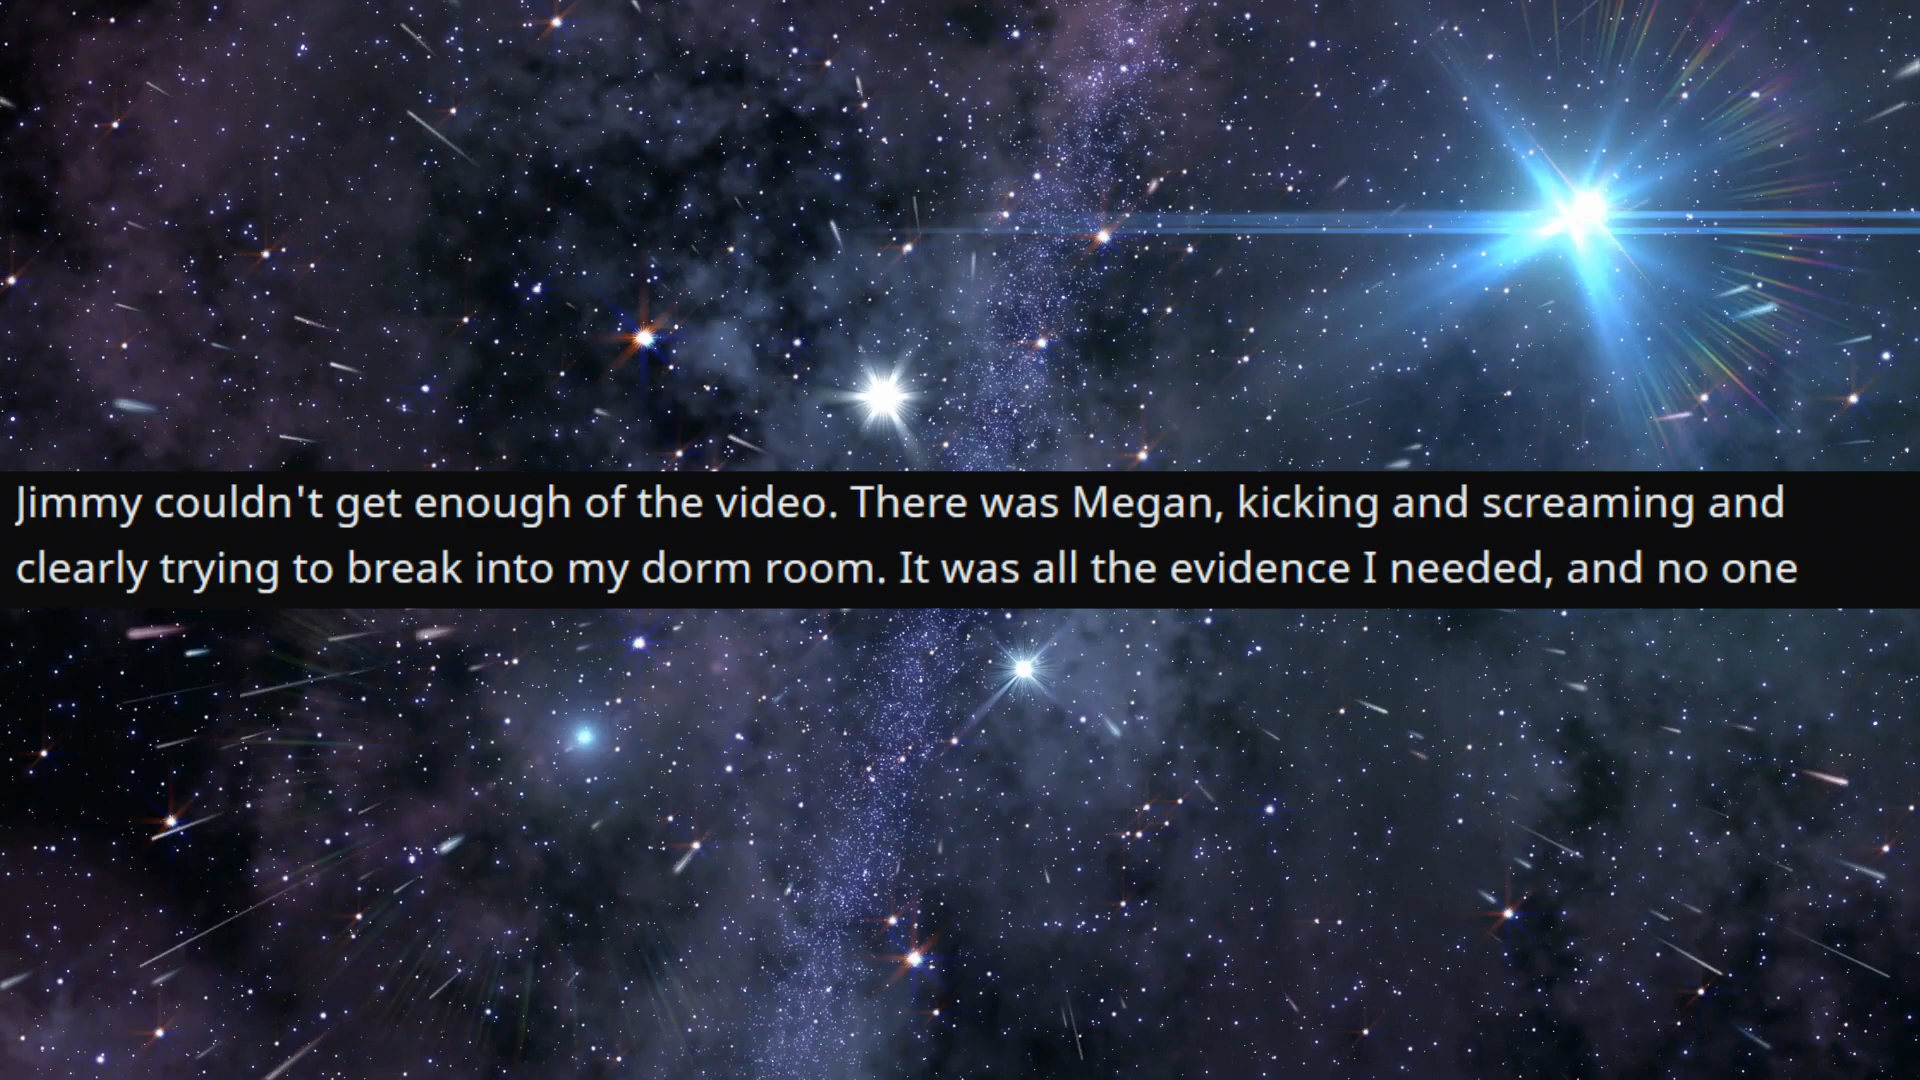 Jimmy couldn't get enough of the video. There was Megan, kicking and screaming and
clearly trying to break into my dorm room. It was all the evidence I needed, and no one